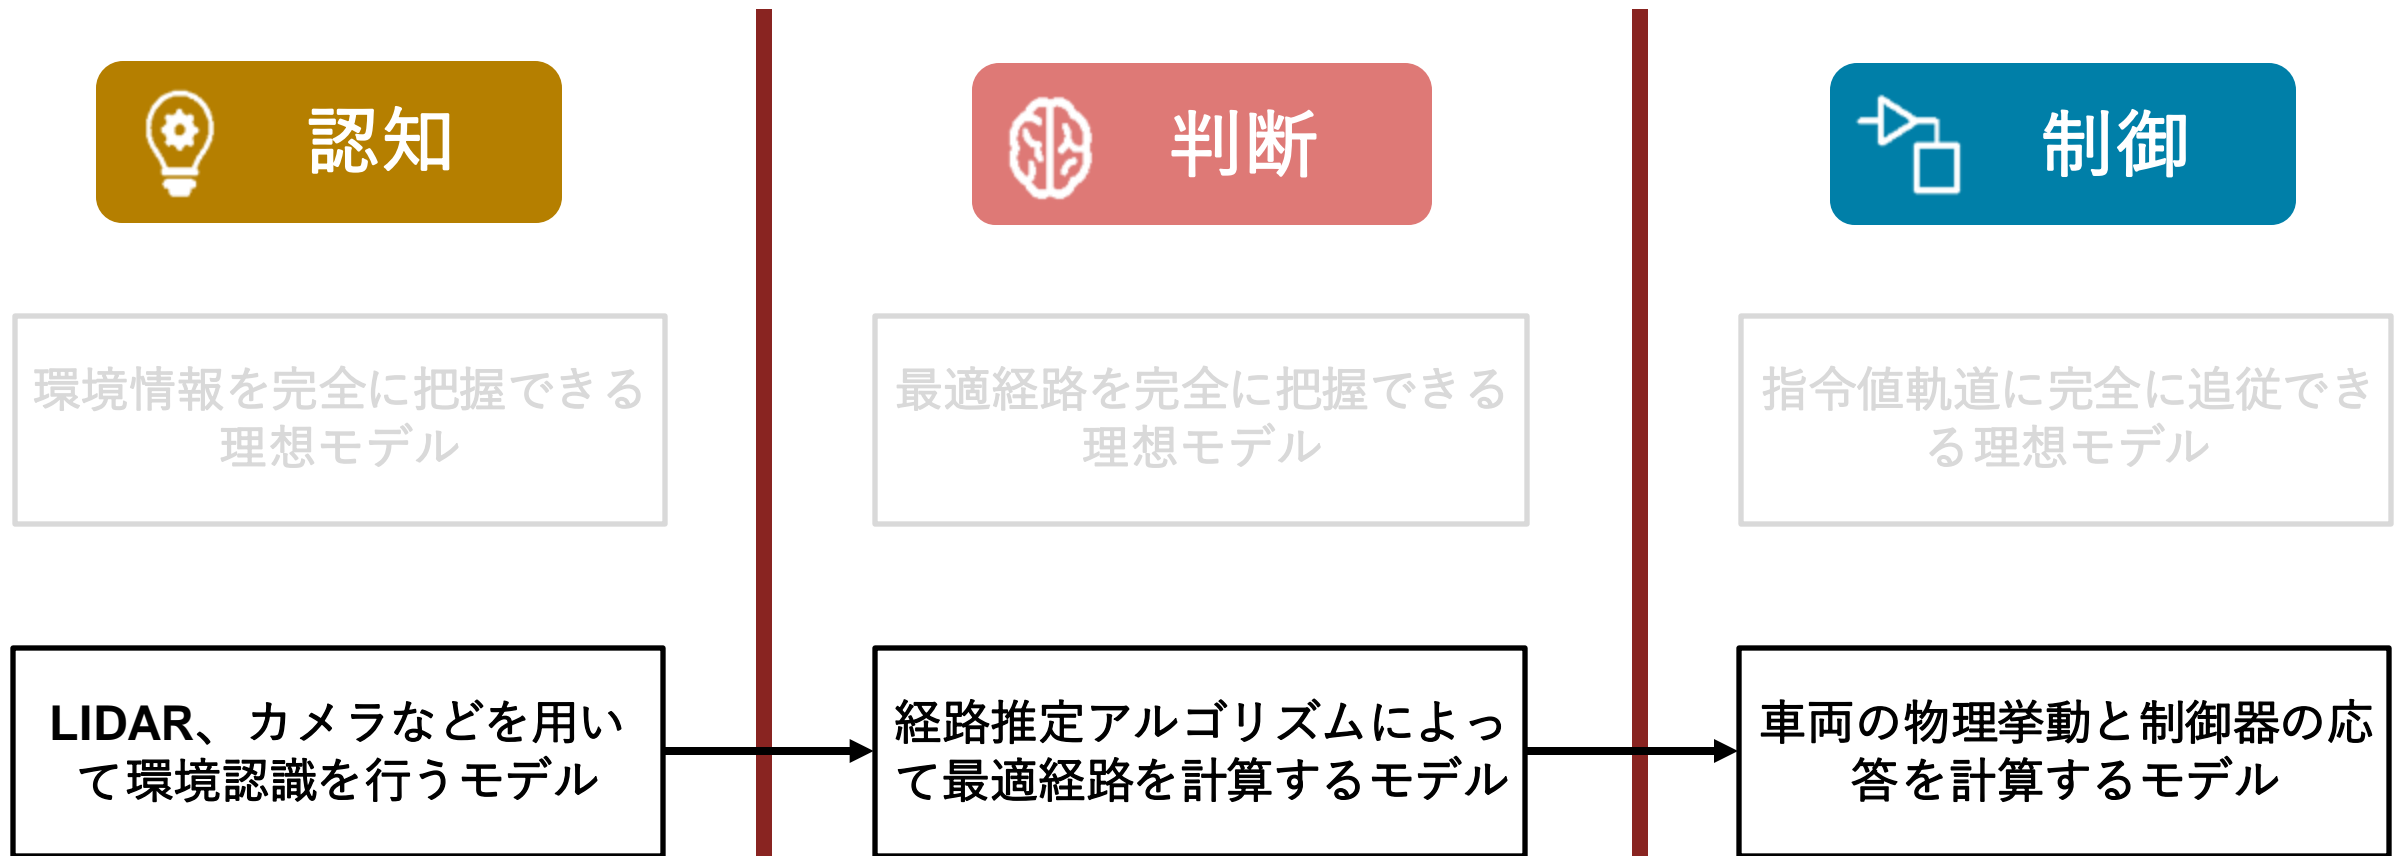 認知
判断
制御
環境情報を完全に把握できる
理想モデル
最適経路を完全に把握できる
理想モデル
指令値軌道に完全に追従でき
る理想モデル
LIDAR、カメラなどを用い
て環境認識を行うモデル
経路推定アルゴリズムによっ
て最適経路を計算するモデル
車両の物理挙動と制御器の応
答を計算するモデル